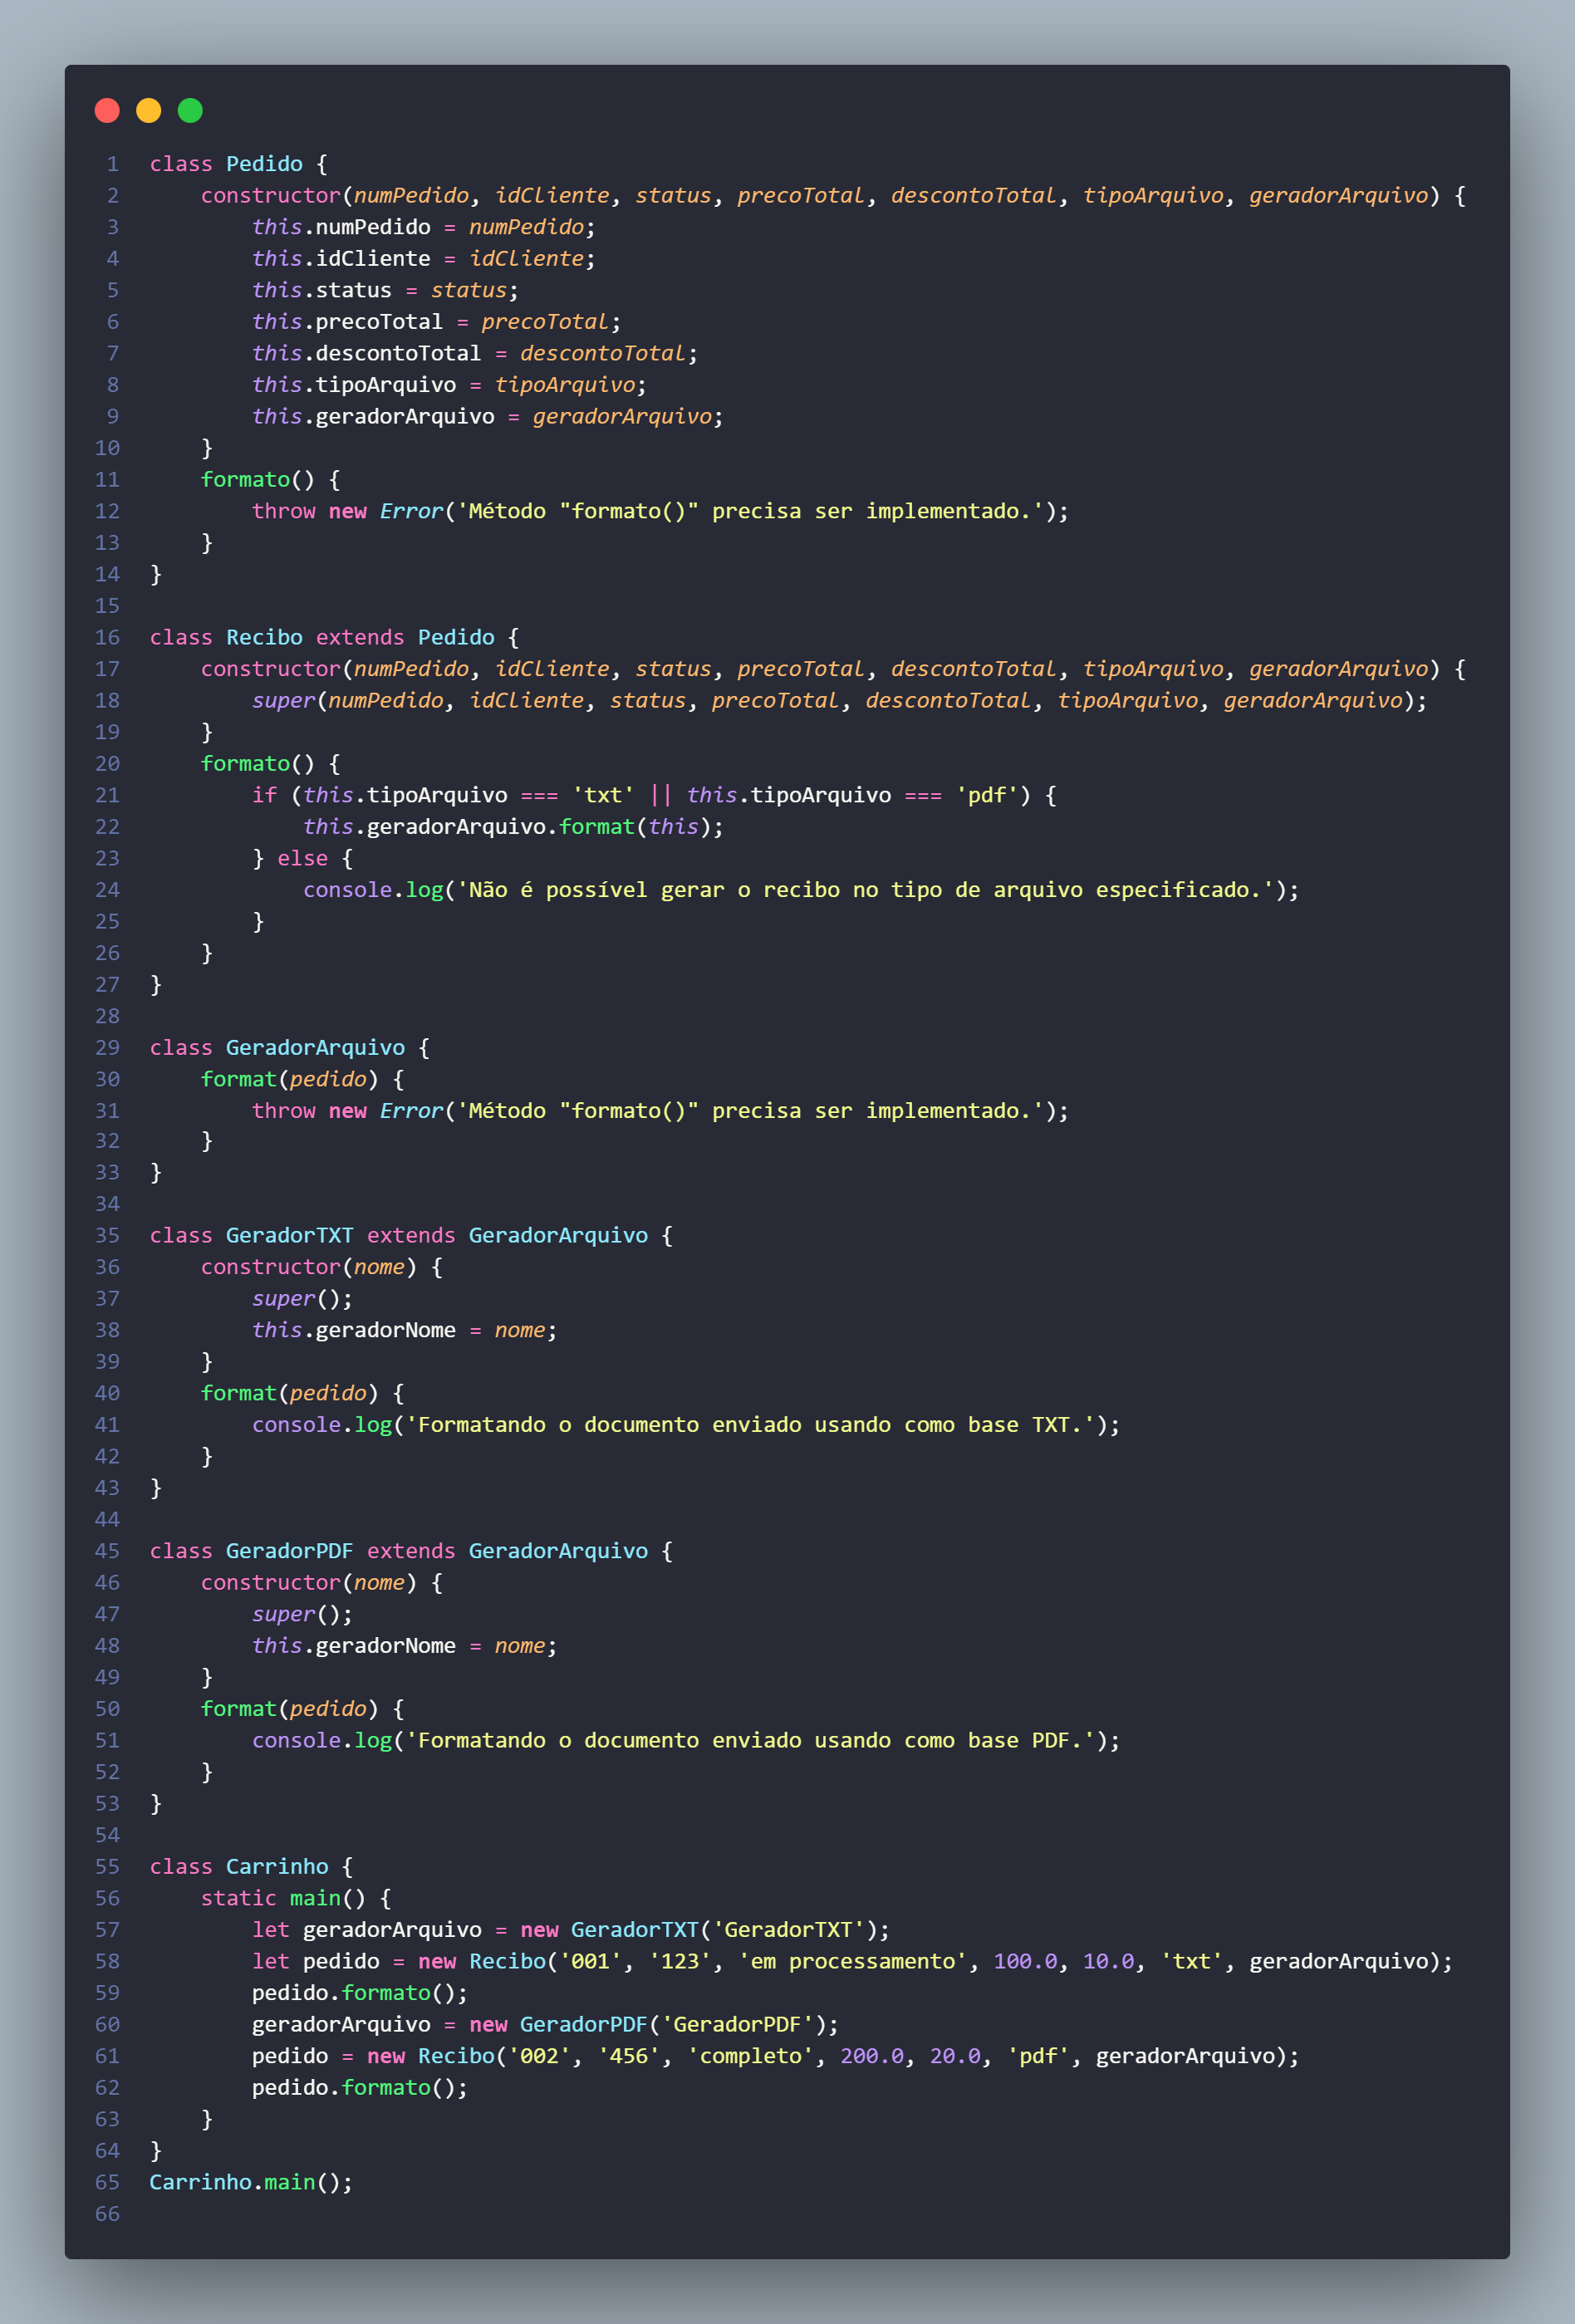 1 class Pedido {
2     constructor(numPedido, idCliente, status, precoTotal, descontoTotal, tipoArquivo, geradorArquivo) {
3         this.numPedido = numPedido;
4         this.idCliente = idCliente;
5         this.status = status;
6         this.precoTotal = precoTotal;
7         this.descontoTotal = descontoTotal;
8         this.tipoArquivo = tipoArquivo;
9         this.geradorArquivo = geradorArquivo;
10     }
11     formato() {
12         throw new Error('Método "formato()" precisa ser implementado.');
13     }
14 }
15
16 class Recibo extends Pedido {
17     constructor(numPedido, idCliente, status, precoTotal, descontoTotal, tipoArquivo, geradorArquivo) {
18         super(numPedido, idCliente, status, precoTotal, descontoTotal, tipoArquivo, geradorArquivo);
19     }
20     formato() {
21         if (this.tipoArquivo === 'txt' || this.tipoArquivo === 'pdf') {
22             this.geradorArquivo.format(this);
23         } else {
24             console.log('Não é possível gerar o recibo no tipo de arquivo especificado.');
25         }
26     }
27 }
28
29 class GeradorArquivo {
30     format(pedido) {
31         throw new Error('Método "formato()" precisa ser implementado.');
32     }
33 }
34
35 class GeradorTXT extends GeradorArquivo {
36     constructor(nome) {
37         super();
38         this.geradorNome = nome;
39     }
40     format(pedido) {
41         console.log('Formatando o documento enviado usando como base TXT.');
42     }
43 }
44
45 class GeradorPDF extends GeradorArquivo {
46     constructor(nome) {
47         super();
48         this.geradorNome = nome;
49     }
50     format(pedido) {
51         console.log('Formatando o documento enviado usando como base PDF.');
52     }
53 }
54
55 class Carrinho {
56     static main() {
57         let geradorArquivo = new GeradorTXT('GeradorTXT');
58         let pedido = new Recibo('001', '123', 'em processamento', 100.0, 10.0, 'txt', geradorArquivo);
59         pedido.formato();
60         geradorArquivo = new GeradorPDF('GeradorPDF');
61         pedido = new Recibo('002', '456', 'completo', 200.0, 20.0, 'pdf', geradorArquivo);
62         pedido.formato();
63     }
64 }
65 Carrinho.main();
66